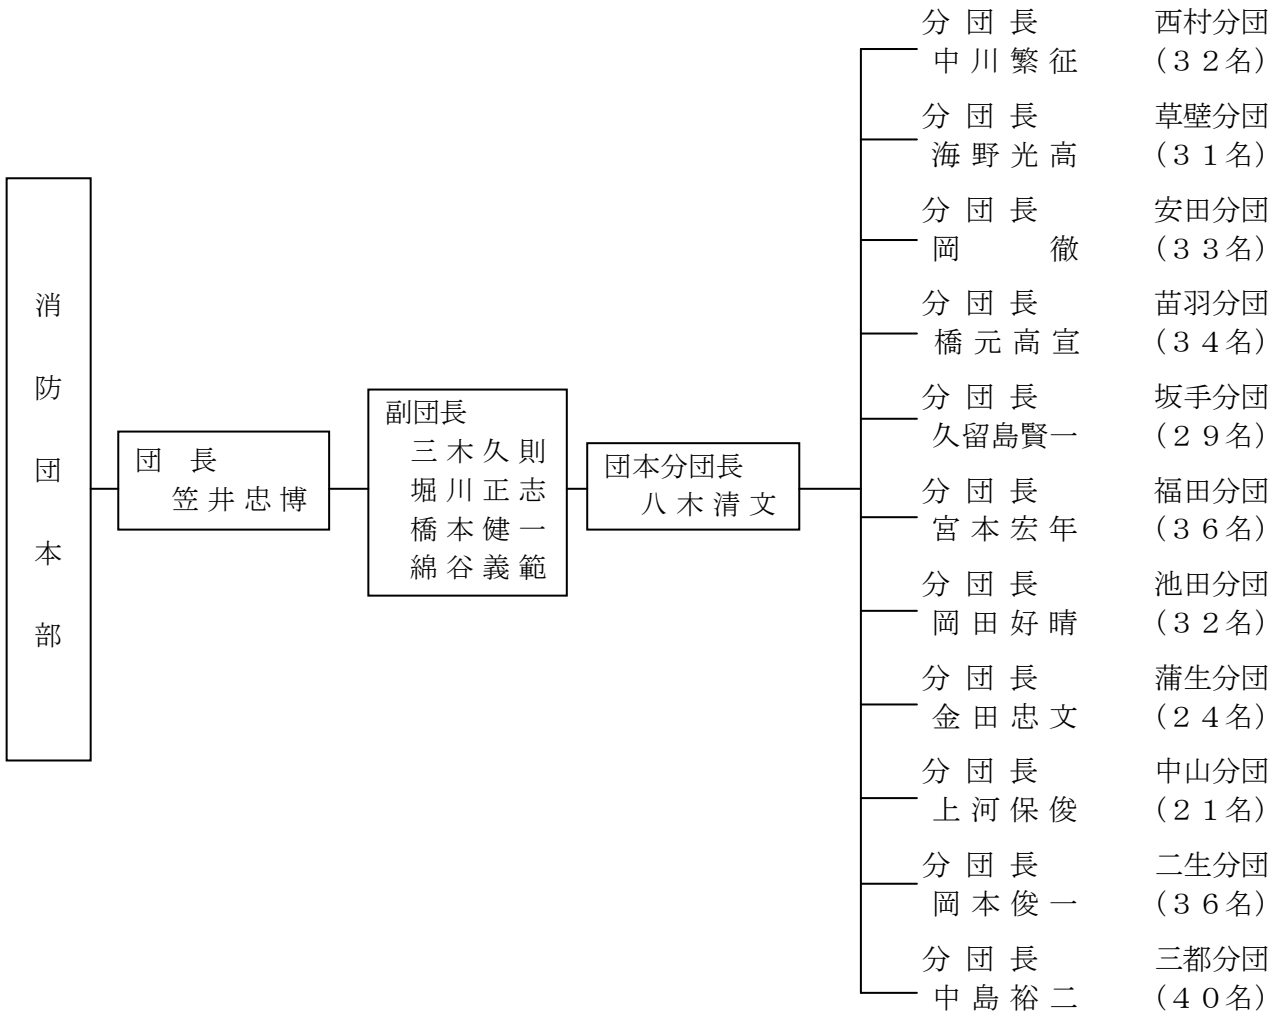 消防団本部
団　長
笠井忠博
副団長
三木久則
堀川正志
橋本健一
綿谷義範
団本分団長
八木清文
分団長　西村分団
中川繁征　（３２名）
分団長　草壁分団
海野光高　（３１名）
分団長　安田分団
岡　　徹　（３３名）
分団長　苗羽分団
橋元高宣　（３４名）
分団長　坂手分団
久留島賢一　（２９名）
分団長　福田分団
宮本宏年　（３６名）
分団長　池田分団
岡田好晴　（３２名）
分団長　蒲生分団
金田忠文　（２４名）
分団長　中山分団
上河保俊　（２１名）
分団長　二生分団
岡本俊一　（３６名）
分団長　三都分団
中島裕二　（４０名）